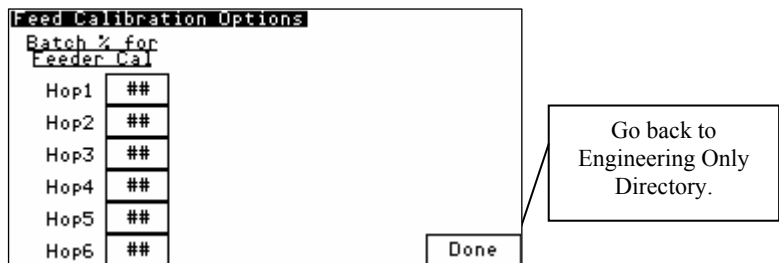 Feed Calibration Options
Batch % for
Feeder Cal
Hop1 ##
Hop2 ##
Hop3 ##
Hop4 ##
Hop5 ##
Hop6 ##
Done
Go back to
Engineering Only
Directory.